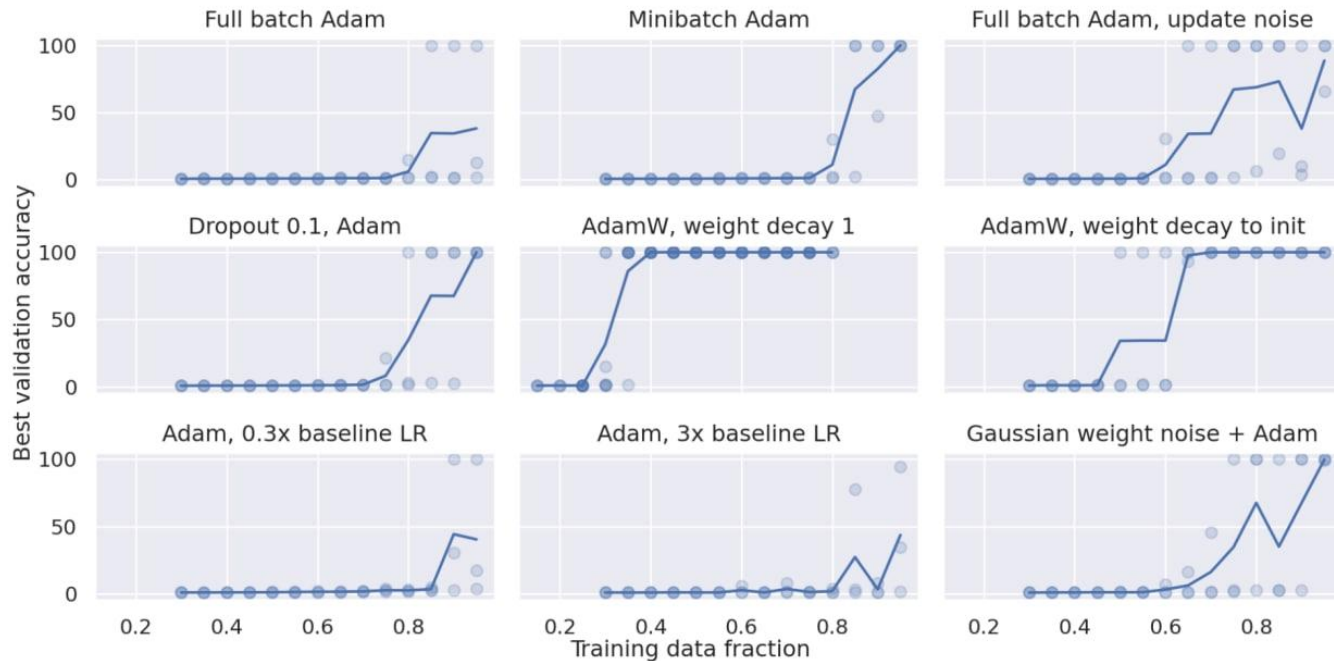 Full batch Adam
Minibatch Adam
Full batch Adam, update noise
100
50
0
Dropout 0.1, Adam
AdamW, weight decay 1
AdamW, weight decay to init
100
50
0
Adam, 0.3x baseline LR
Adam, 3x baseline LR
Gaussian weight noise + Adam
100
50
0
Best validation accuracy
0.2 0.4 0.6 0.8
0.2 0.4 0.6 0.8
0.2 0.4 0.6 0.8
Training data fraction